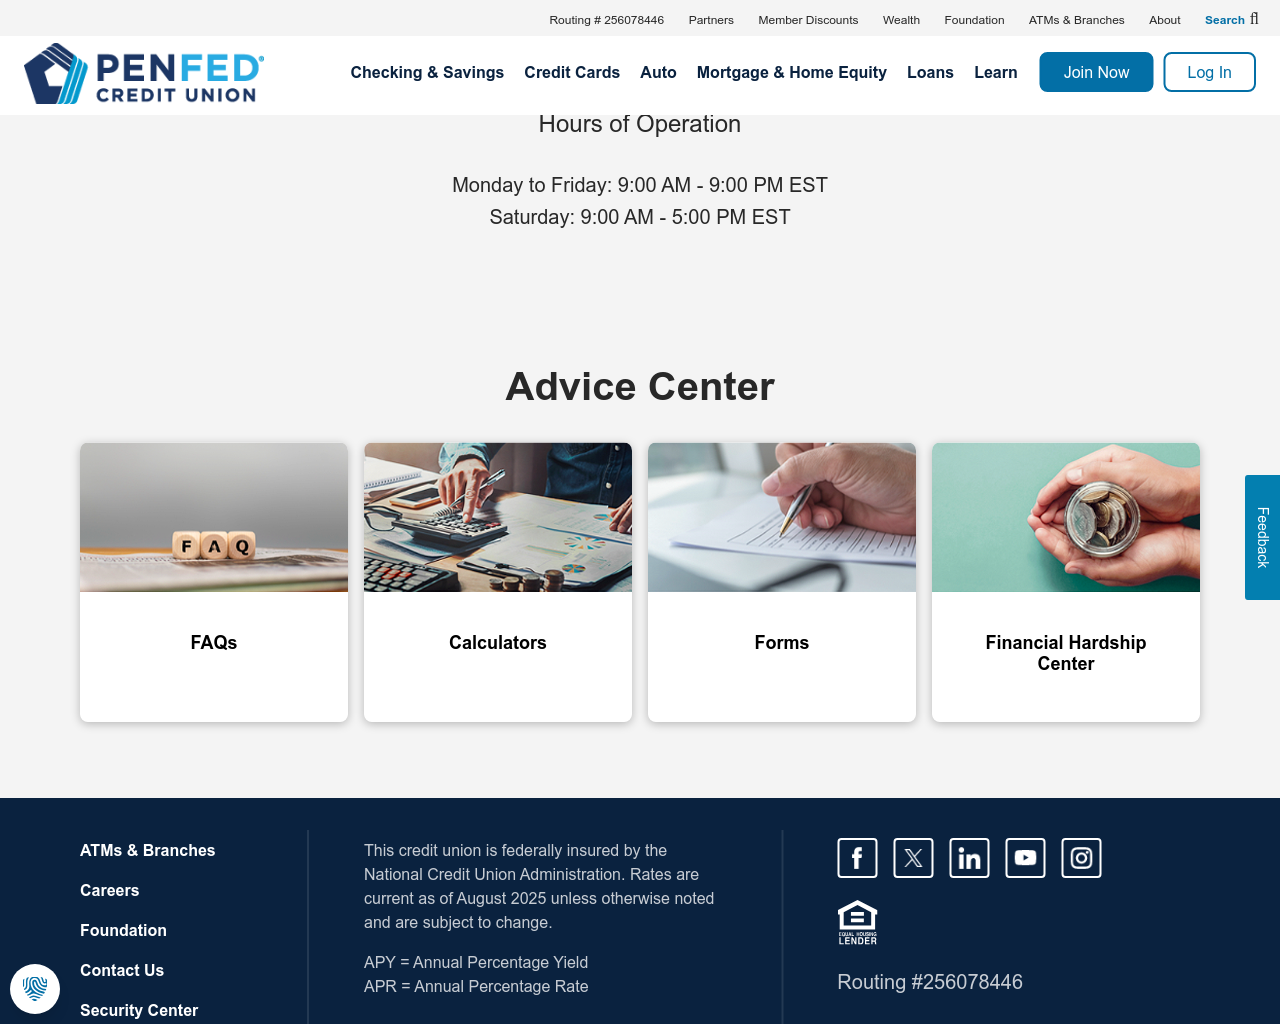 Routing # 256078446 Partners Member Discounts Wealth Foundation ATMs & Branches About Search
PENFED®
CREDIT UNION
Checking & Savings Credit Cards Auto Mortgage & Home Equity Loans Learn Join Now Log In
Hours of Operation
Monday to Friday: 9:00 AM - 9:00 PM EST
Saturday: 9:00 AM - 5:00 PM EST
Advice Center
F A Q
FAQs
Calculators
Forms
Financial Hardship
Center
Feedback
ATMs & Branches
Careers
Foundation
Contact Us
Security Center
This credit union is federally insured by the
National Credit Union Administration. Rates are
current as of August 2025 unless otherwise noted
and are subject to change.
APY = Annual Percentage Yield
APR = Annual Percentage Rate
EQUAL HOUSING
LENDER
Routing #256078446